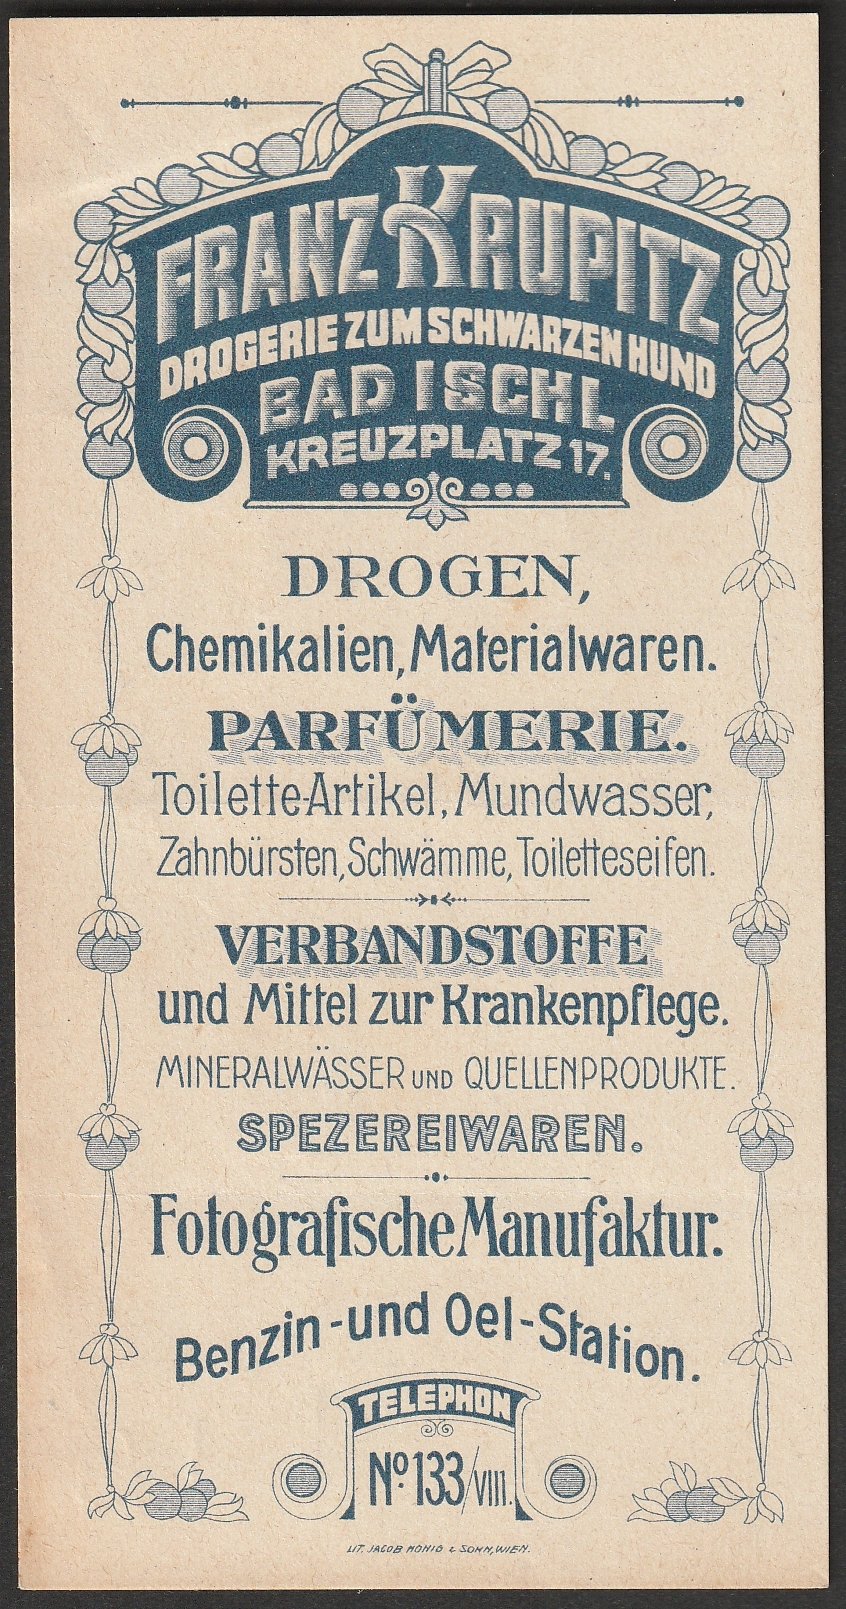 FRANZ KRUPITZ
DROGERIE ZUM SCHWARZEN HUND
BAD ISCHL
KREUZPLATZ 17.
DROGEN,
Chemikalien, Materialwaren.
PARFÜMERIE.
Toilette-Artikel, Mundwasser,
Zahnbürsten, Schwämme, Toiletteseifen.
VERBANDSTOFFE
und Mittel zur Krankenpflege.
MINERALWÄSSER UND QUELLENPRODUKTE.
SPEZEREIWAREN.
Fotografische Manufaktur.
Benzin- und Oel-Station.
TELEPHON
No. 133/VIII.
LIT. JACOB HONIG & SOHN, WIEN.